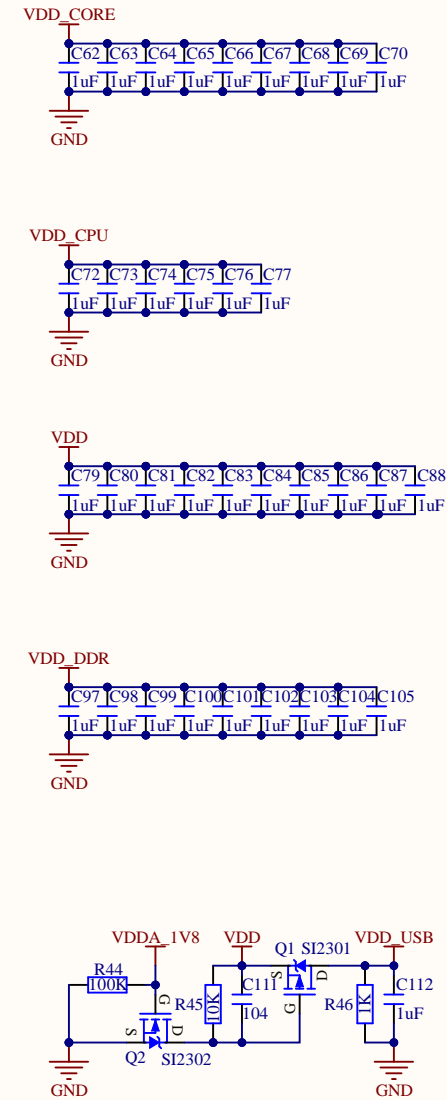 VDD_CORE
C62 C63 C64 C65 C66 C67 C68 C69 C70
1uF 1uF 1uF 1uF 1uF 1uF 1uF 1uF 1uF
GND
VDD_CPU
C72 C73 C74 C75 C76 C77
1uF 1uF 1uF 1uF 1uF 1uF
GND
VDD
C79 C80 C81 C82 C83 C84 C85 C86 C87 C88
1uF 1uF 1uF 1uF 1uF 1uF 1uF 1uF 1uF 1uF
GND
VDD_DDR
C97 C98 C99 C100 C101 C102 C103 C104 C105
1uF 1uF 1uF 1uF 1uF 1uF 1uF 1uF 1uF
GND
VDDA_1V8 VDD Q1 SI2301 VDD_USB
R44 S D
100K G R45 10K C111 G R46 1K C112
104 1uF
S D
Q2 SI2302
GND GND